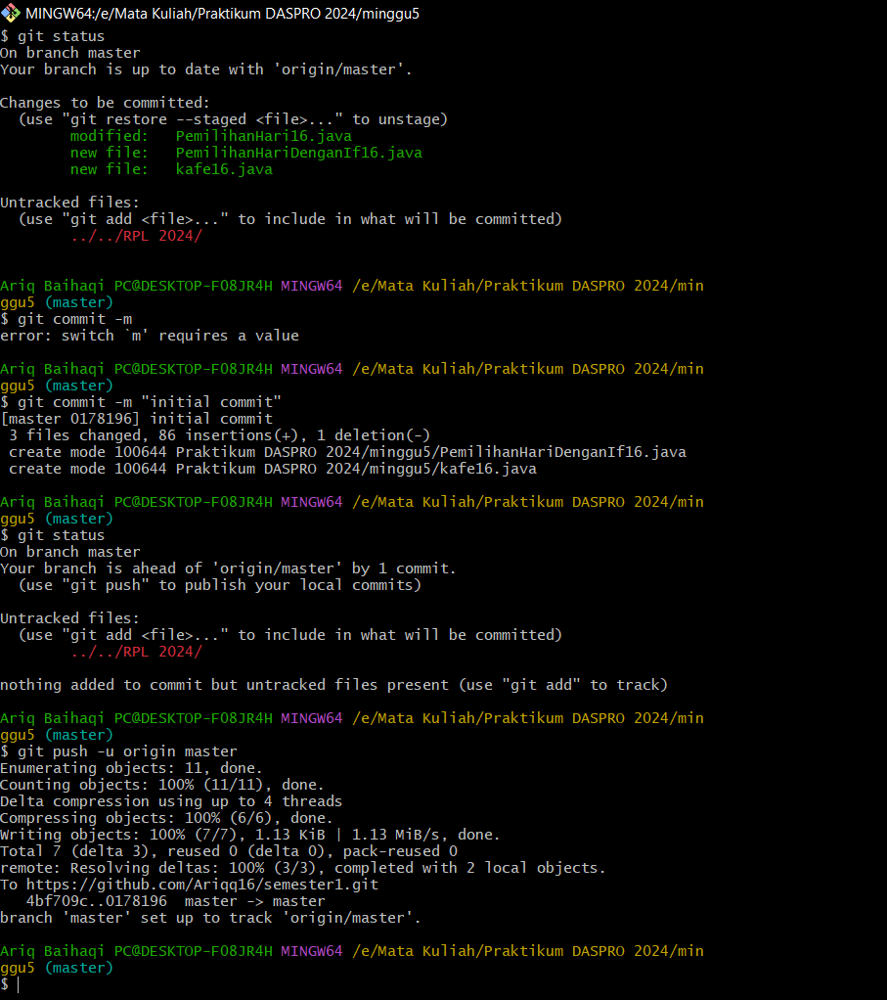 MINGW64:/e/Mata Kuliah/Praktikum DASPRO 2024/minggu5
$ git status
On branch master
Your branch is up to date with 'origin/master'.
Changes to be committed:
  (use "git restore --staged <file>..." to unstage)
        modified:   PemilihanHari16.java
        new file:   PemilihanHariDenganIf16.java
        new file:   kafe16.java
Untracked files:
  (use "git add <file>..." to include in what will be committed)
        ../../RPL 2024/
Ariq Baihaqi PC@DESKTOP-F08JR4H MINGW64 /e/Mata Kuliah/Praktikum DASPRO 2024/min
ggu5 (master)
$ git commit -m
error: switch `m' requires a value
Ariq Baihaqi PC@DESKTOP-F08JR4H MINGW64 /e/Mata Kuliah/Praktikum DASPRO 2024/min
ggu5 (master)
$ git commit -m "initial commit"
[master 0178196] initial commit
 3 files changed, 86 insertions(+), 1 deletion(-)
 create mode 100644 Praktikum DASPRO 2024/minggu5/PemilihanHariDenganIf16.java
 create mode 100644 Praktikum DASPRO 2024/minggu5/kafe16.java
Ariq Baihaqi PC@DESKTOP-F08JR4H MINGW64 /e/Mata Kuliah/Praktikum DASPRO 2024/min
ggu5 (master)
$ git status
On branch master
Your branch is ahead of 'origin/master' by 1 commit.
  (use "git push" to publish your local commits)
Untracked files:
  (use "git add <file>..." to include in what will be committed)
        ../../RPL 2024/
nothing added to commit but untracked files present (use "git add" to track)
Ariq Baihaqi PC@DESKTOP-F08JR4H MINGW64 /e/Mata Kuliah/Praktikum DASPRO 2024/min
ggu5 (master)
$ git push -u origin master
Enumerating objects: 11, done.
Counting objects: 100% (11/11), done.
Delta compression using up to 4 threads
Compressing objects: 100% (6/6), done.
Writing objects: 100% (7/7), 1.13 KiB | 1.13 MiB/s, done.
Total 7 (delta 3), reused 0 (delta 0), pack-reused 0
remote: Resolving deltas: 100% (3/3), completed with 2 local objects.
To https://github.com/Ariqq16/semester1.git
   4bf709c..0178196  master -> master
branch 'master' set up to track 'origin/master'.
Ariq Baihaqi PC@DESKTOP-F08JR4H MINGW64 /e/Mata Kuliah/Praktikum DASPRO 2024/min
ggu5 (master)
$